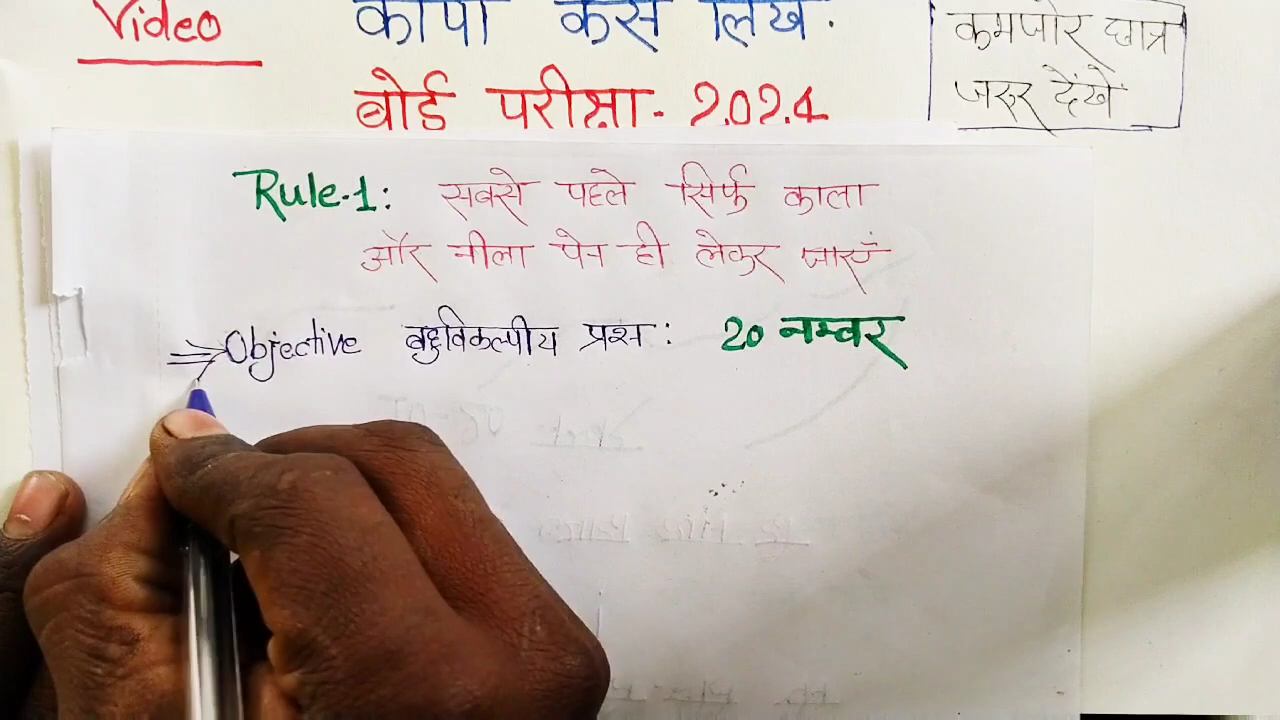 Video
कापी कैसे लिखें.
कमजोर छात्र
जरूर देंखें
बोर्ड परीक्षा- 2024
Rule-1: सबसे पहले सिर्फ काला
और नीला पेन ही लेकर जाएं
⇒ Objective बहुविकल्पीय प्रश्न : 20 नम्बर